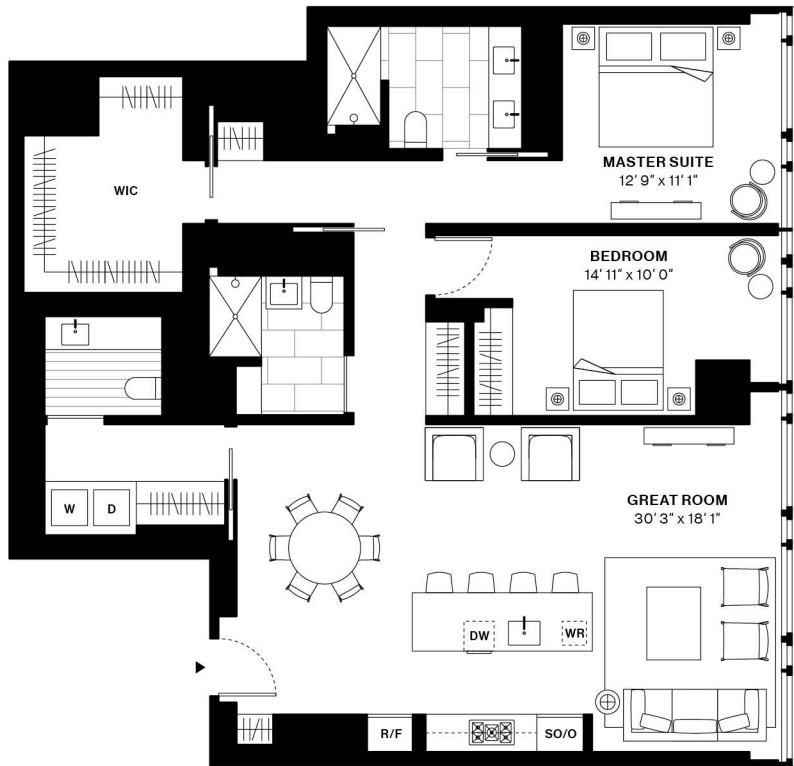 MASTER SUITE
12' 9" x 11' 1"
WIC
BEDROOM
14' 11" x 10' 0"
W
D
GREAT ROOM
30' 3" x 18' 1"
DW
WR
R/F
SO/O